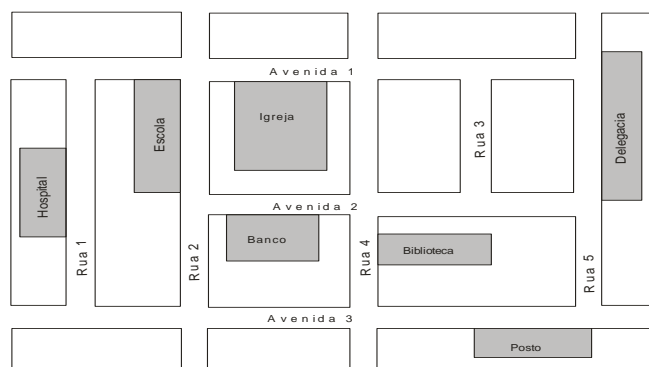 Avenida 1
Igreja
Escola
Rua 3
Delegacia
Hospital
Avenida 2
Banco
Biblioteca
Rua 1
Rua 2
Rua 4
Rua 5
Avenida 3
Posto